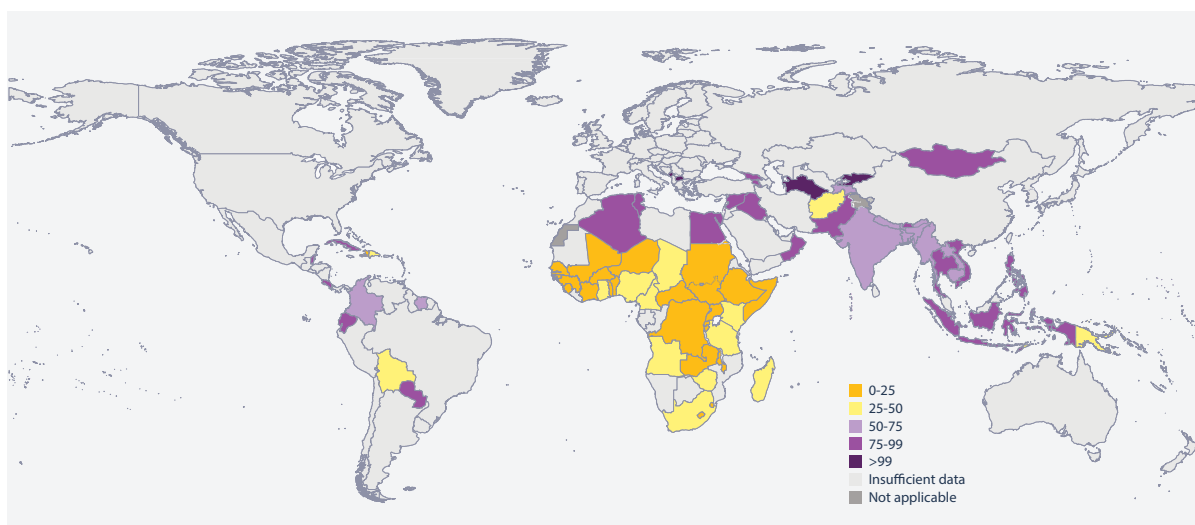 0-25
25-50
50-75
75-99
>99
Insufficient data
Not applicable